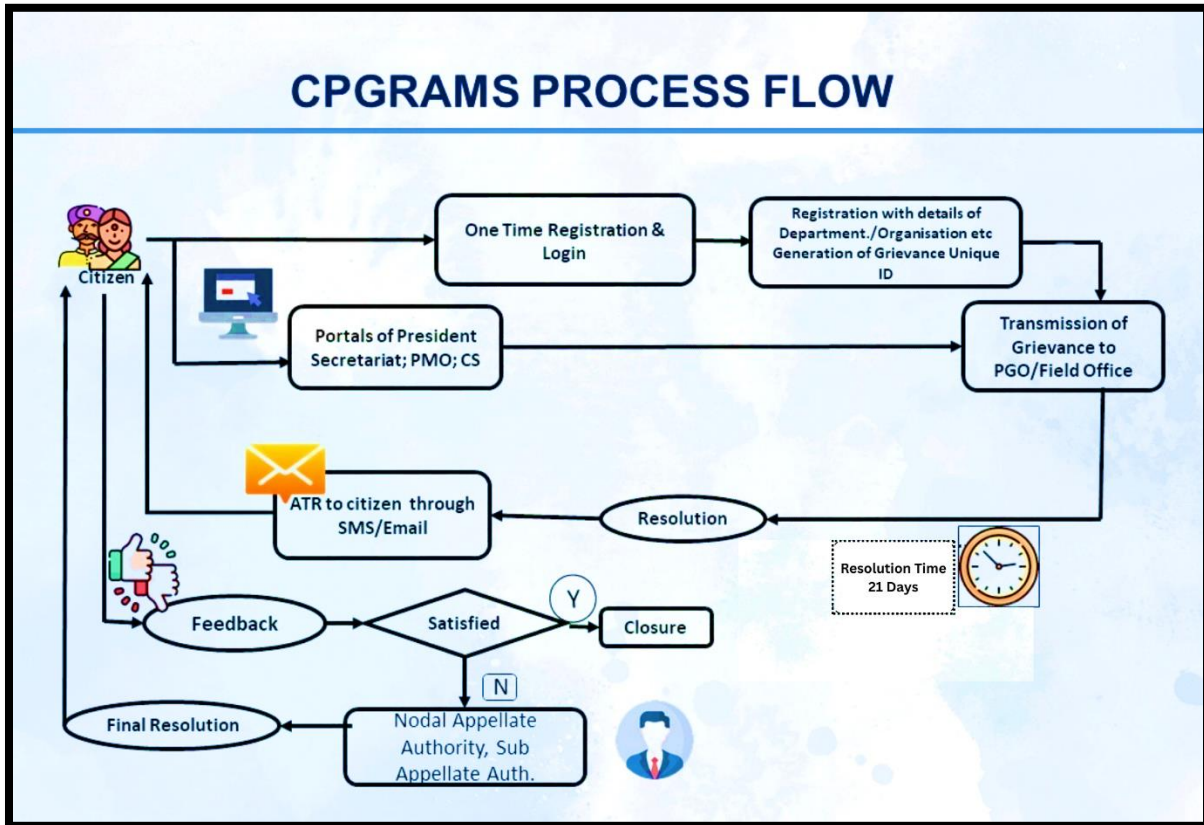 CPGRAMS PROCESS FLOW
Citizen
One Time Registration &
Login
Registration with details of
Department./Organisation etc
Generation of Grievance Unique
ID
Portals of President
Secretariat; PMO; CS
Transmission of
Grievance to
PGO/Field Office
ATR to citizen through
SMS/Email
Resolution
Resolution Time
21 Days
Feedback
Satisfied
Y
Closure
N
Final Resolution
Nodal Appellate
Authority, Sub
Appellate Auth.